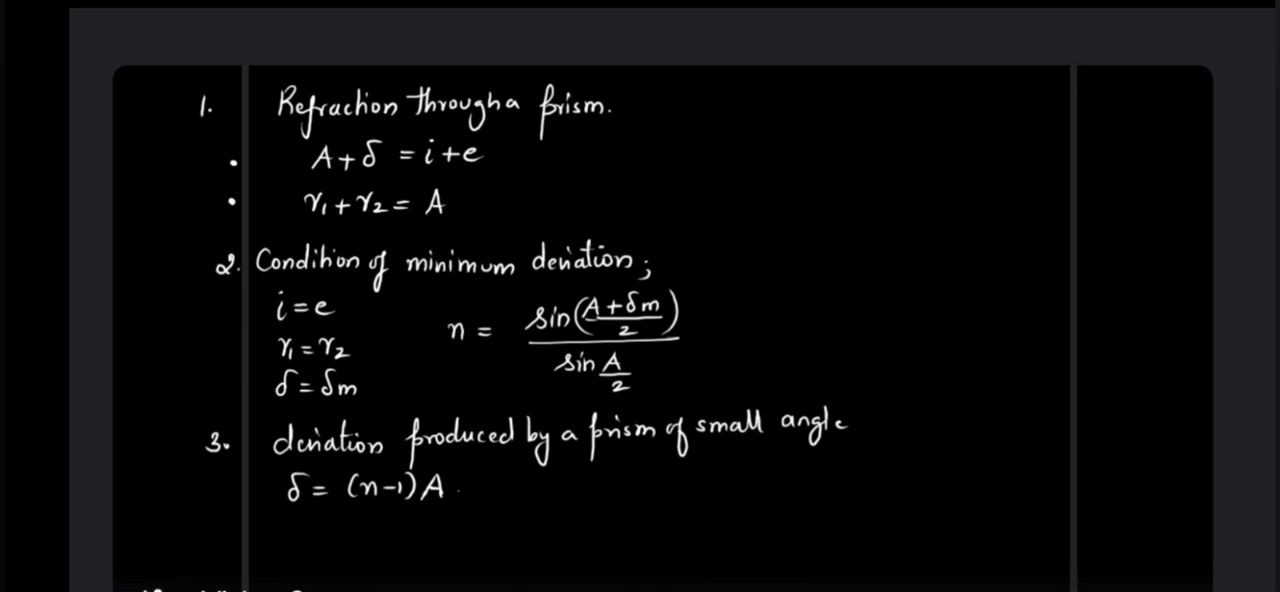 1. Refraction through a prism.
• A + δ = i + e
• r₁ + r₂ = A
2. Condition of minimum deviation;
i = e
n = sin((A + δm)/2) / sin(A/2)
r₁ = r₂
δ = δm
3. deviation produced by a prism of small angle
δ = (n-1)A.